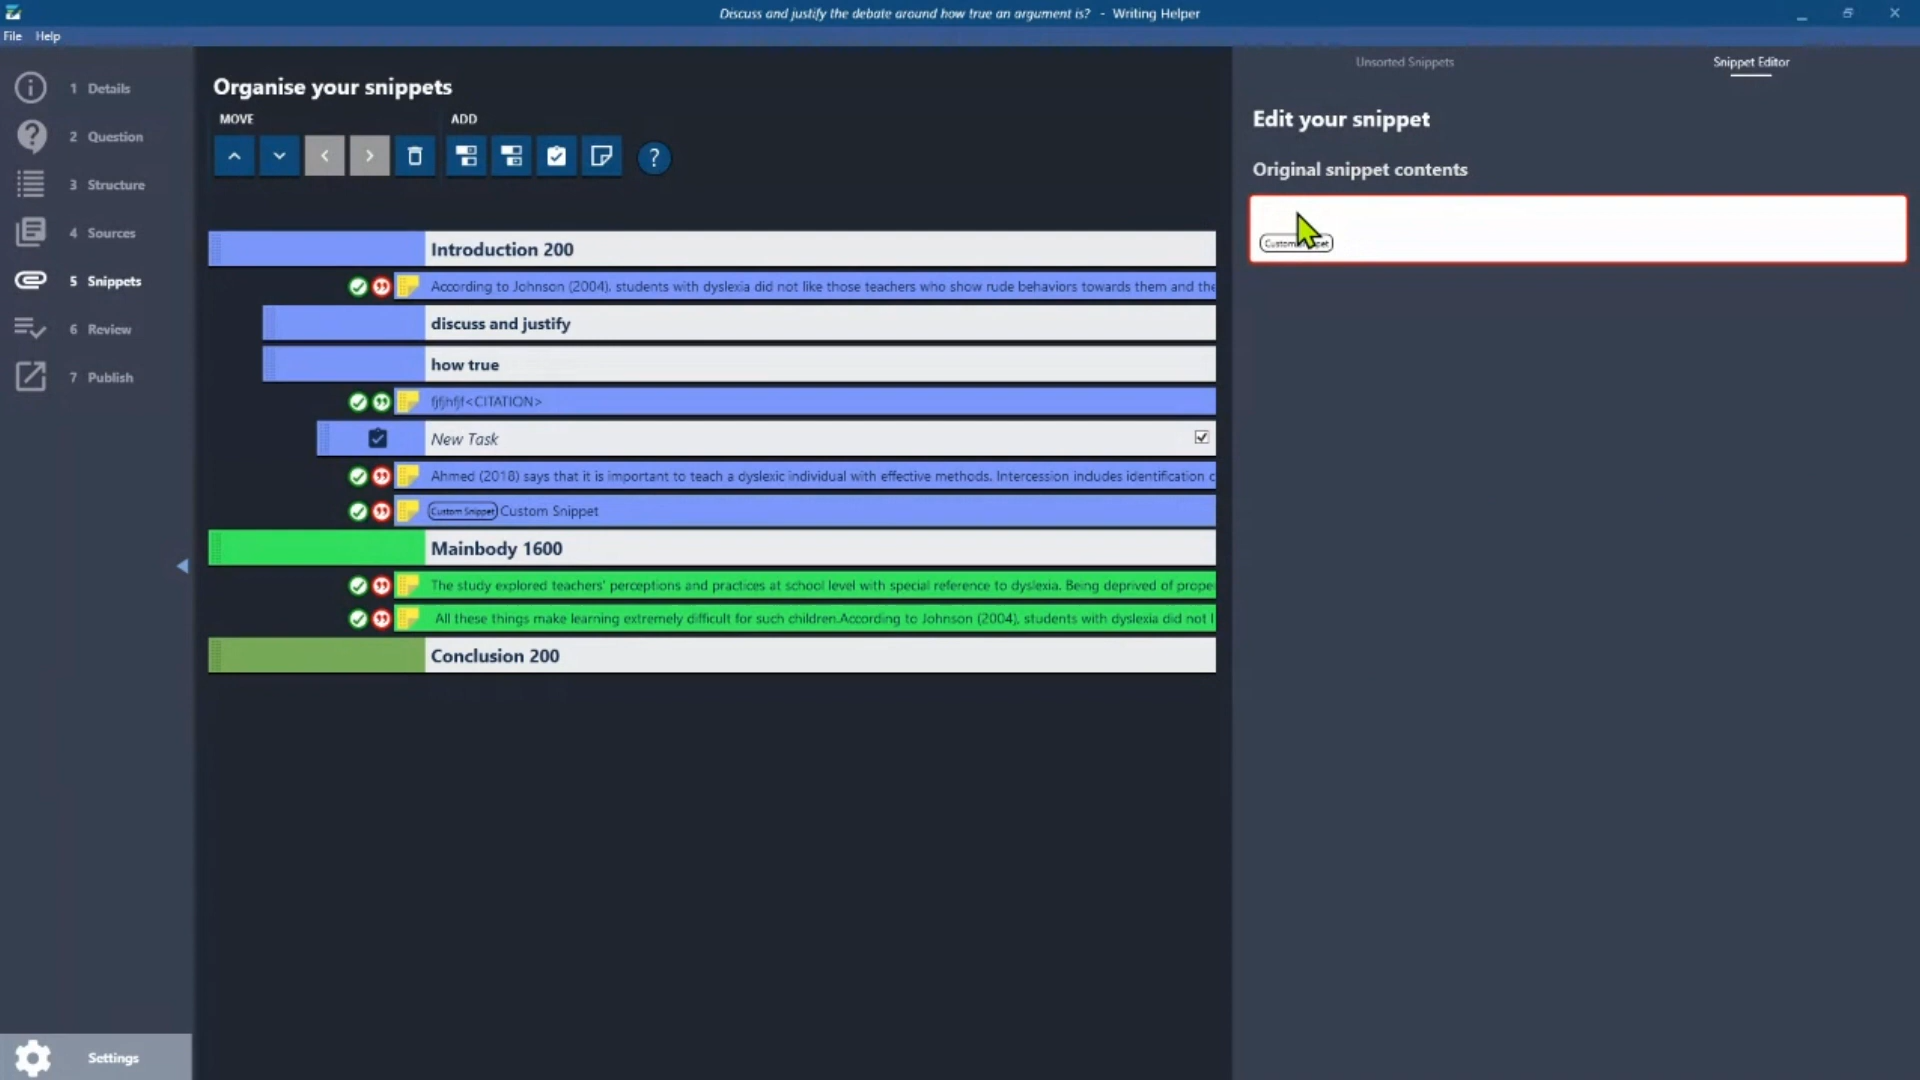 Discuss and justify the debate around how true an argument is? - Writing Helper
File Help
1 Details
2 Question
3 Structure
4 Sources
5 Snippets
6 Review
7 Publish
Settings
Organise your snippets
MOVE ADD
?
Introduction 200
According to Johnson (2004), students with dyslexia did not like those teachers who show rude behaviors towards them and the
discuss and justify
how true
fjfjnfjf<CITATION>
New Task
Ahmed (2018) says that it is important to teach a dyslexic individual with effective methods. Intercession includes identification c
Custom Snippet Custom Snippet
Mainbody 1600
The study explored teachers' perceptions and practices at school level with special reference to dyslexia. Being deprived of prope
All these things make learning extremely difficult for such children.According to Johnson (2004), students with dyslexia did not l
Conclusion 200
Unsorted Snippets Snippet Editor
Edit your snippet
Original snippet contents